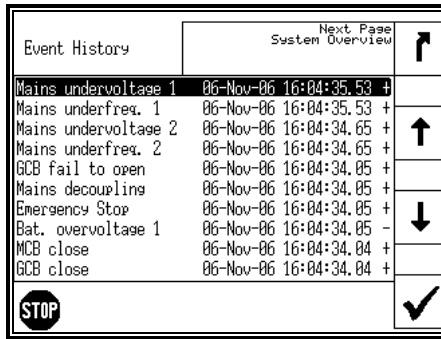 Event History
Next Page
System Overview
Mains undervoltage 1 06-Nov-06 16:04:35.53 +
Mains underfreq. 1 06-Nov-06 16:04:35.53 +
Mains undervoltage 2 06-Nov-06 16:04:34.65 +
Mains underfreq. 2 06-Nov-06 16:04:34.65 +
GCB fail to open 06-Nov-06 16:04:34.05 +
Mains decoupling 06-Nov-06 16:04:34.05 +
Emergency Stop 06-Nov-06 16:04:34.05 +
Bat. overvoltage 1 06-Nov-06 16:04:34.05 -
MCB close 06-Nov-06 16:04:34.04 +
GCB close 06-Nov-06 16:04:34.04 +
STOP